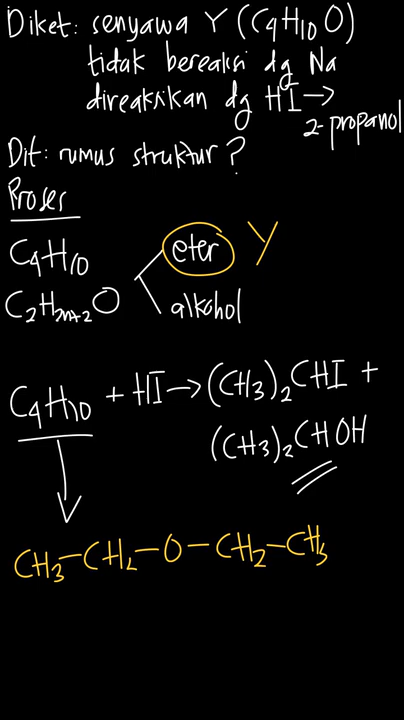 Diket: senyawa Y (C4H10O)
tidak bereaksi dg Na
direaksikan dg HI →
2-propanol
Dit: rumus struktur?
Proses
C4H10
eter Y
C2H2n+2O
alkohol
C4H10 + HI → (CH3)2CHI +
(CH3)2CHOH
CH3-CH2-O-CH2-CH3